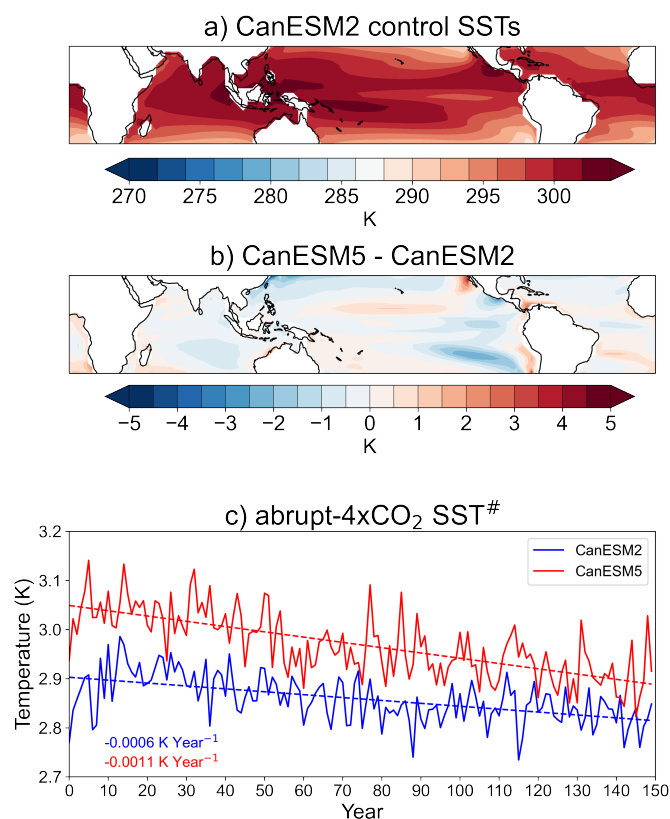 a) CanESM2 control SSTs
270 275 280 285 290 295 300
K
b) CanESM5 - CanESM2
−5 −4 −3 −2 −1 0 1 2 3 4 5
K
c) abrupt-4xCO₂ SST^#
3.2
3.1
3.0
2.9
2.8
2.7
Temperature (K)
CanESM2
CanESM5
-0.0006 K Year⁻¹
-0.0011 K Year⁻¹
0 10 20 30 40 50 60 70 80 90 100 110 120 130 140 150
Year